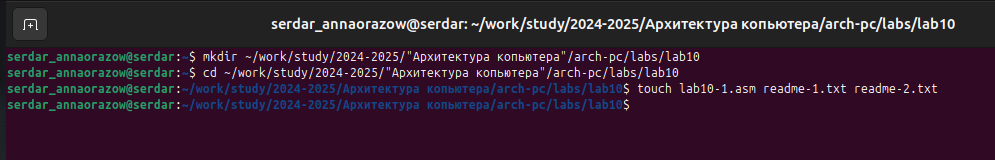 serdar_annaorazow@serdar: ~/work/study/2024-2025/Архитектура копьютера/arch-pc/labs/lab10
serdar_annaorazow@serdar:~$ mkdir ~/work/study/2024-2025/"Архитектура копьютера"/arch-pc/labs/lab10
serdar_annaorazow@serdar:~$ cd ~/work/study/2024-2025/"Архитектура копьютера"/arch-pc/labs/lab10
serdar_annaorazow@serdar:~/work/study/2024-2025/Архитектура копьютера/arch-pc/labs/lab10$ touch lab10-1.asm readme-1.txt readme-2.txt
serdar_annaorazow@serdar:~/work/study/2024-2025/Архитектура копьютера/arch-pc/labs/lab10$